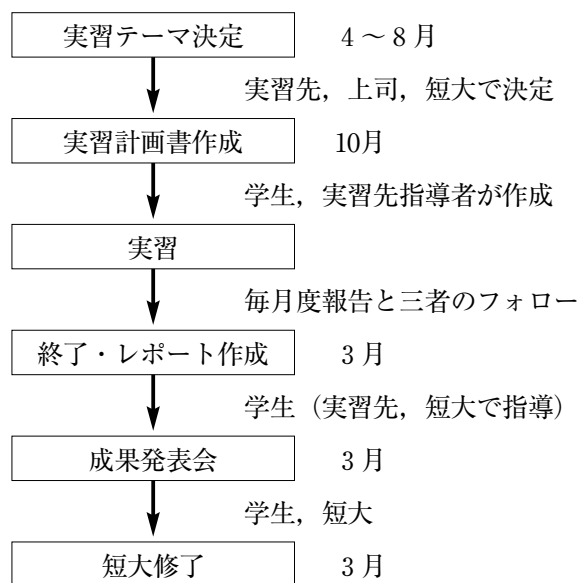 実習テーマ決定 4～8月
実習先，上司，短大で決定
実習計画書作成 10月
学生，実習先指導者が作成
実習
毎月度報告と三者のフォロー
終了・レポート作成 3月
学生（実習先，短大で指導）
成果発表会 3月
学生，短大
短大修了 3月